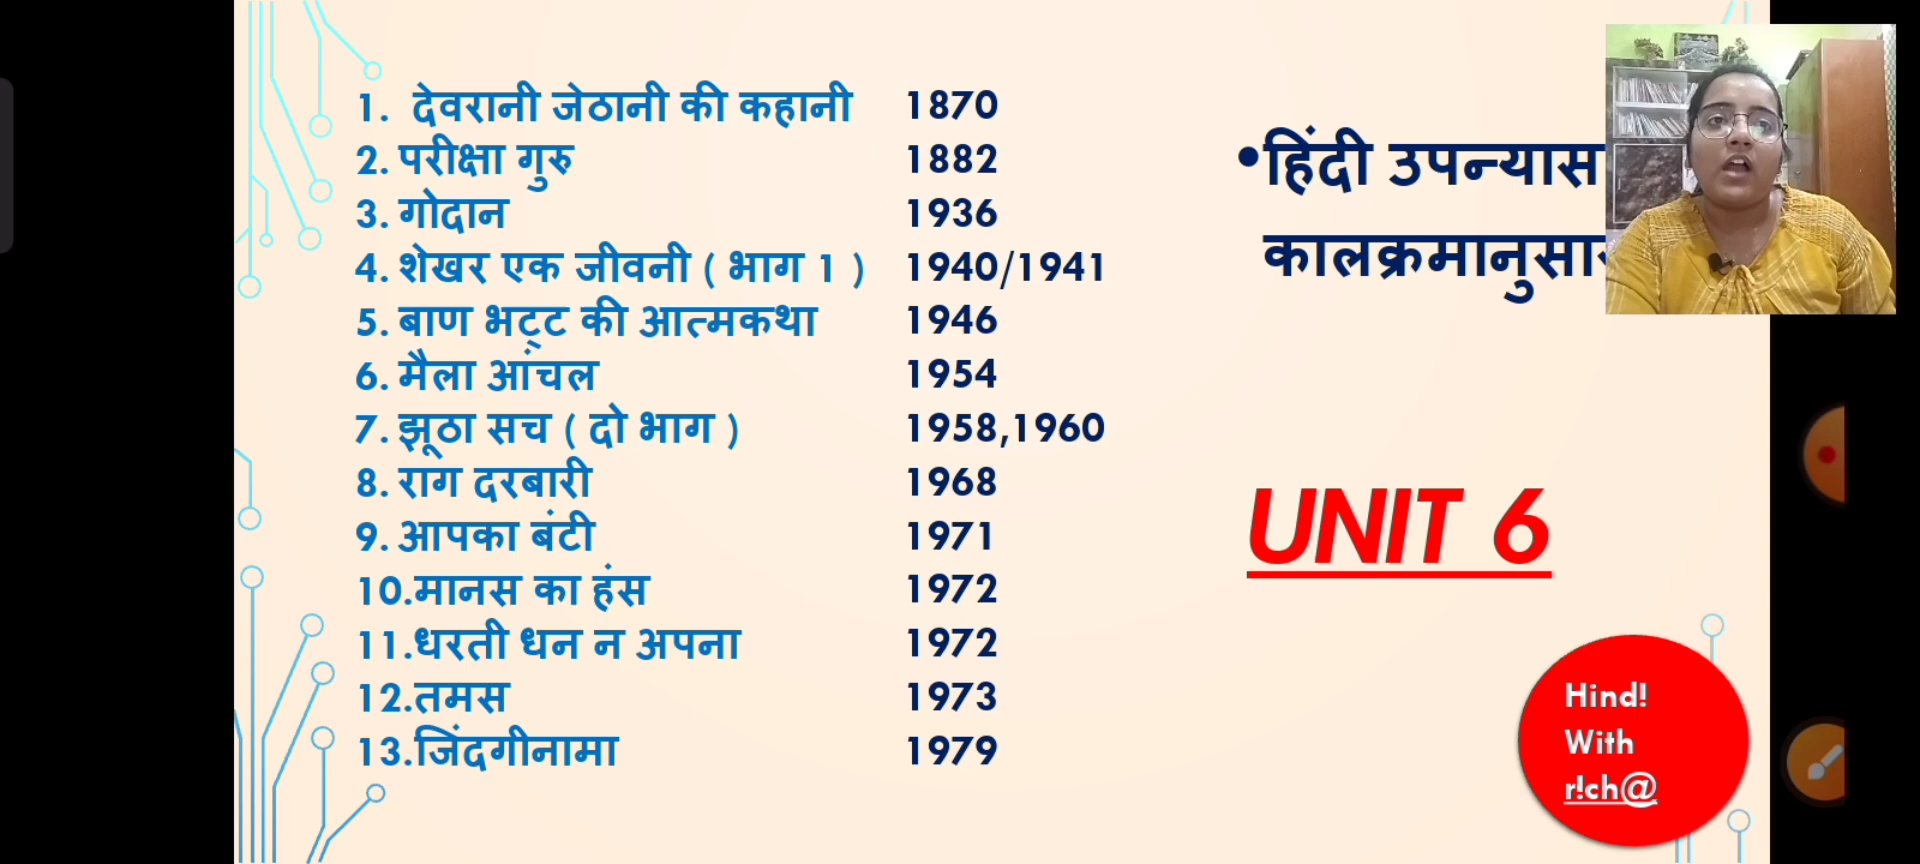 1. देवरानी जेठानी की कहानी 1870
2. परीक्षा गुरु 1882
3. गोदान 1936
4. शेखर एक जीवनी ( भाग 1 ) 1940/1941
5. बाण भट्ट की आत्मकथा 1946
6. मैला आंचल 1954
7. झूठा सच ( दो भाग ) 1958,1960
8. राग दरबारी 1968
9. आपका बंटी 1971
10.मानस का हंस 1972
11.धरती धन न अपना 1972
12.तमस 1973
13.जिंदगीनामा 1979
•हिंदी उपन्यास
UNIT 6
Hind!
With
r!ch@